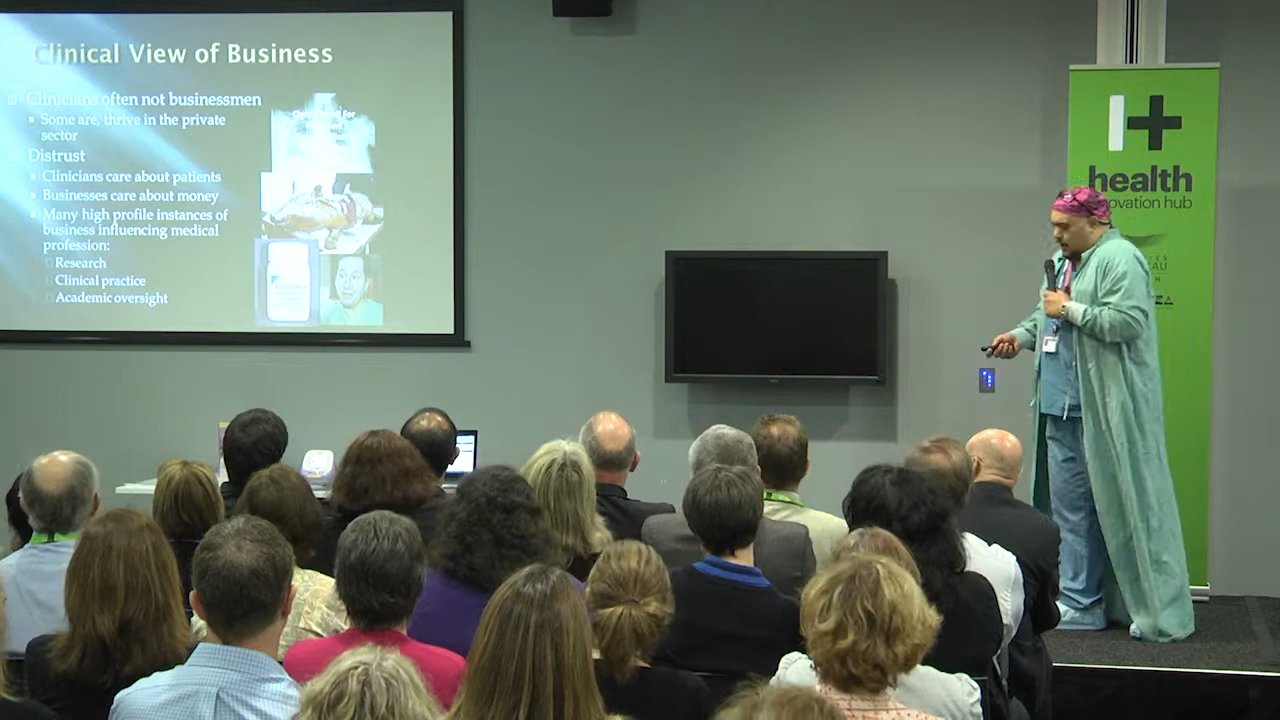 Clinical View of Business
Clinicians often not businessmen
Some are, thrive in the private
sector
Distrust
Clinicians care about patients
Businesses care about money
Many high profile instances of
business influencing medical
profession:
Research
Clinical practice
Academic oversight
health
ovation hub